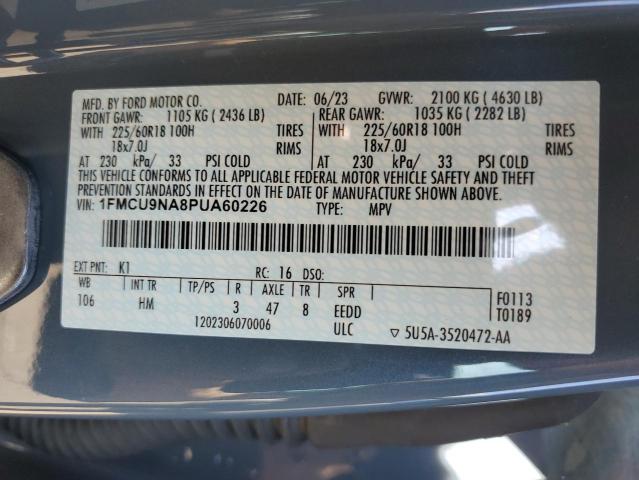 MFD. BY FORD MOTOR CO. DATE: 06/23 GVWR: 2100 KG ( 4630 LB)
FRONT GAWR: 1105 KG ( 2436 LB) REAR GAWR: 1035 KG ( 2282 LB)
WITH 225/60R18 100H TIRES WITH 225/60R18 100H TIRES
18x7.0J RIMS 18x7.0J RIMS
AT 230 kPa/ 33 PSI COLD AT 230 kPa/ 33 PSI COLD
THIS VEHICLE CONFORMS TO ALL APPLICABLE FEDERAL MOTOR VEHICLE SAFETY AND THEFT
PREVENTION STANDARDS IN EFFECT ON THE DATE OF MANUFACTURE SHOWN ABOVE.
VIN: 1FMCU9NA8PUA60226 TYPE: MPV
EXT PNT: K1 RC: 16 DSO:
WB INT TR TP/PS R AXLE TR SPR F0113
106 HM 3 47 8 EEDD T0189
1202306070006 ULC ▽ 5U5A-3520472-AA